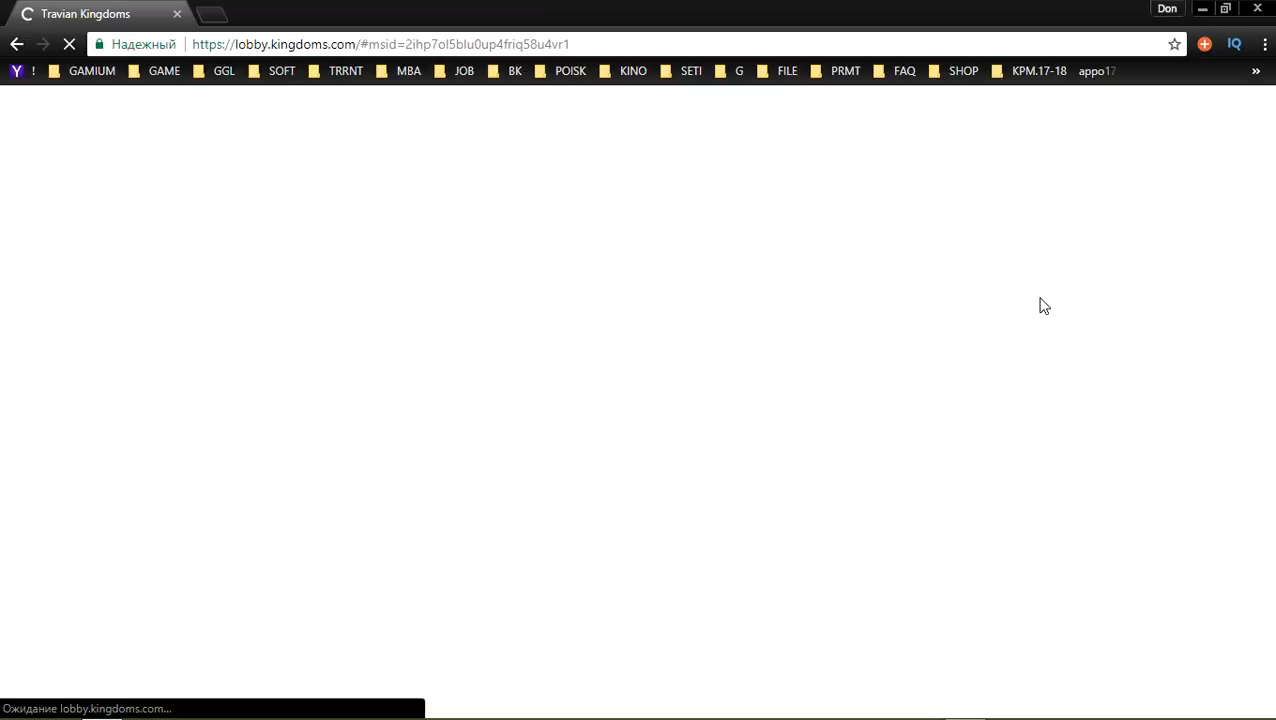 Travian Kingdoms
Don
Надежный
https://lobby.kingdoms.com/#msid=2ihp7ol5blu0up4friq58u4vr1
! GAMIUM GAME GGL SOFT TRRNT MBA JOB BK POISK KINO SETI G FILE PRMT FAQ SHOP KPM.17-18 appo17
Ожидание lobby.kingdoms.com...